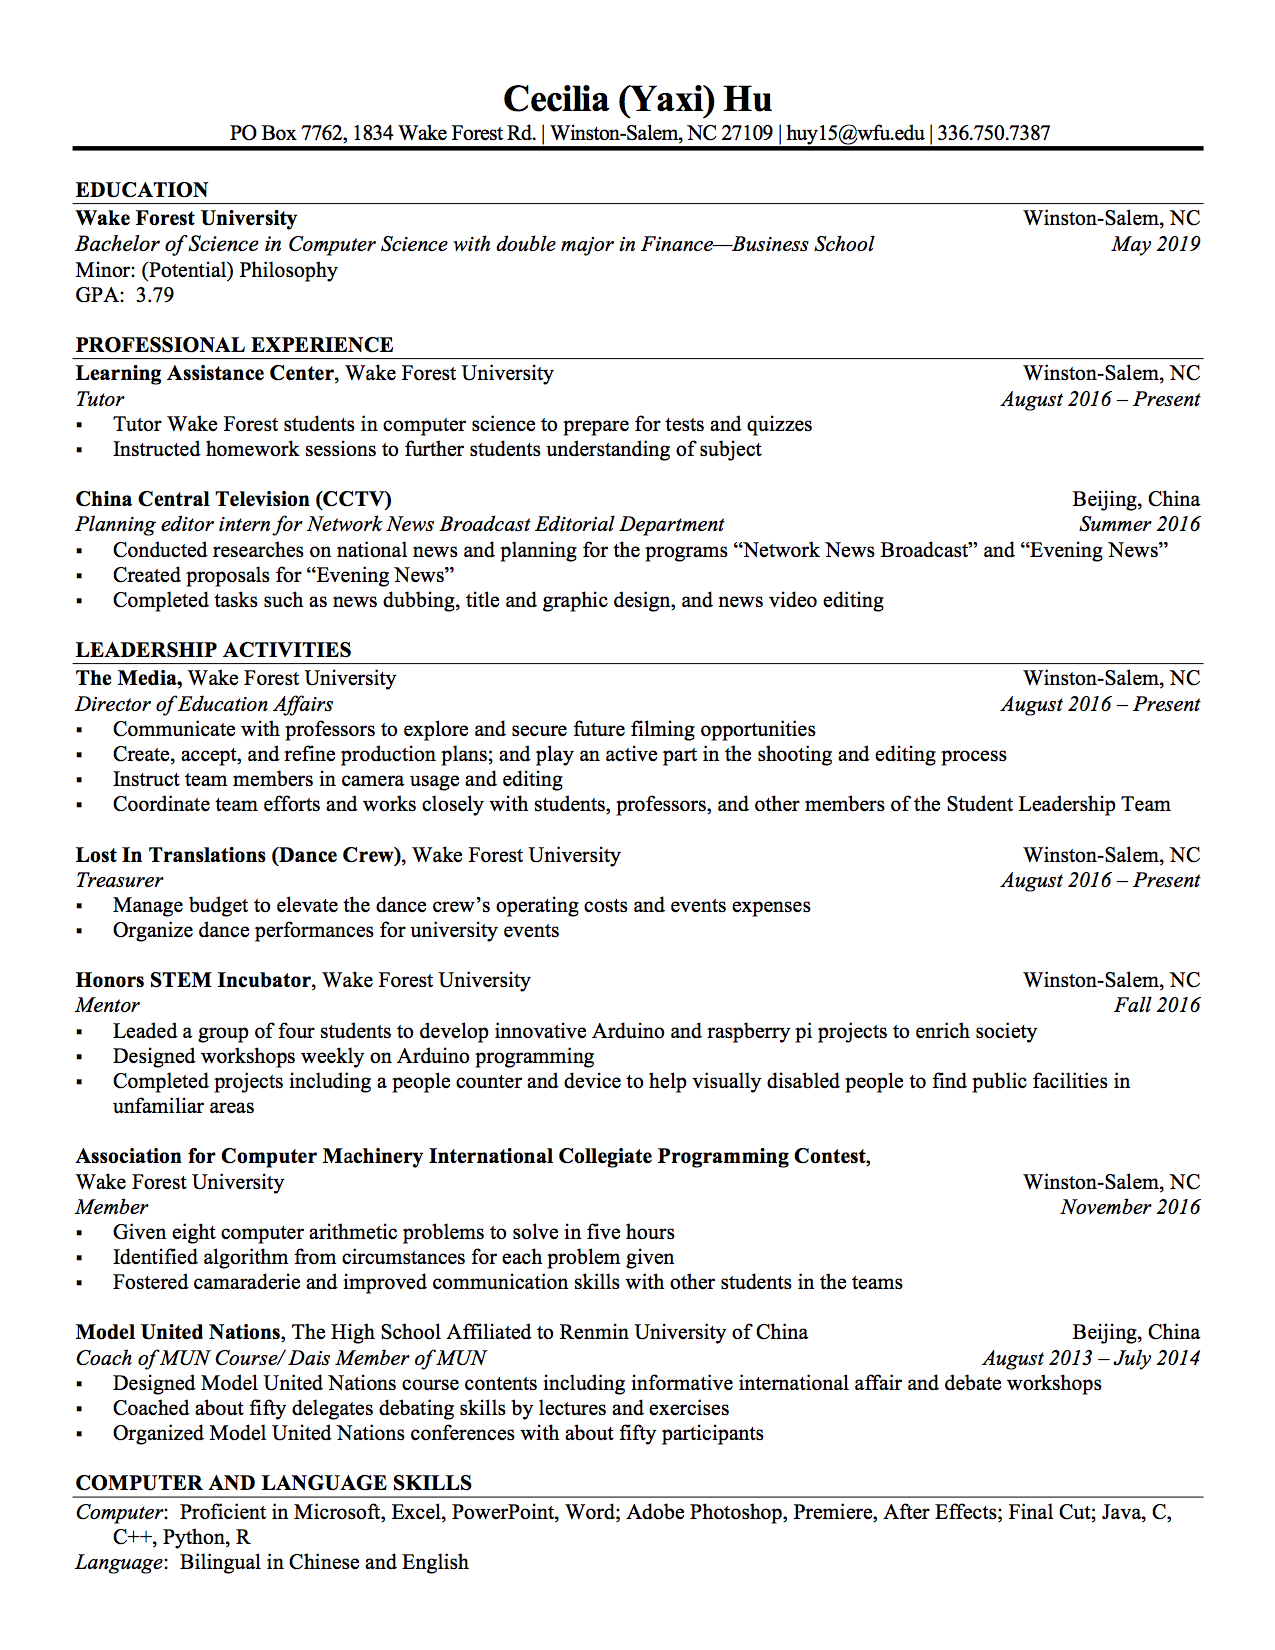 Cecilia (Yaxi) Hu
PO Box 7762, 1834 Wake Forest Rd. | Winston-Salem, NC 27109 | huy15@wfu.edu | 336.750.7387
EDUCATION
Wake Forest University Winston-Salem, NC
Bachelor of Science in Computer Science with double major in Finance—Business School May 2019
Minor: (Potential) Philosophy
GPA: 3.79
PROFESSIONAL EXPERIENCE
Learning Assistance Center, Wake Forest University Winston-Salem, NC
Tutor August 2016 – Present
▪ Tutor Wake Forest students in computer science to prepare for tests and quizzes
▪ Instructed homework sessions to further students understanding of subject
China Central Television (CCTV) Beijing, China
Planning editor intern for Network News Broadcast Editorial Department Summer 2016
▪ Conducted researches on national news and planning for the programs “Network News Broadcast” and “Evening News”
▪ Created proposals for “Evening News”
▪ Completed tasks such as news dubbing, title and graphic design, and news video editing
LEADERSHIP ACTIVITIES
The Media, Wake Forest University Winston-Salem, NC
Director of Education Affairs August 2016 – Present
▪ Communicate with professors to explore and secure future filming opportunities
▪ Create, accept, and refine production plans; and play an active part in the shooting and editing process
▪ Instruct team members in camera usage and editing
▪ Coordinate team efforts and works closely with students, professors, and other members of the Student Leadership Team
Lost In Translations (Dance Crew), Wake Forest University Winston-Salem, NC
Treasurer August 2016 – Present
▪ Manage budget to elevate the dance crew’s operating costs and events expenses
▪ Organize dance performances for university events
Honors STEM Incubator, Wake Forest University Winston-Salem, NC
Mentor Fall 2016
▪ Leaded a group of four students to develop innovative Arduino and raspberry pi projects to enrich society
▪ Designed workshops weekly on Arduino programming
▪ Completed projects including a people counter and device to help visually disabled people to find public facilities in
unfamiliar areas
Association for Computer Machinery International Collegiate Programming Contest,
Wake Forest University Winston-Salem, NC
Member November 2016
▪ Given eight computer arithmetic problems to solve in five hours
▪ Identified algorithm from circumstances for each problem given
▪ Fostered camaraderie and improved communication skills with other students in the teams
Model United Nations, The High School Affiliated to Renmin University of China Beijing, China
Coach of MUN Course/ Dais Member of MUN August 2013 – July 2014
▪ Designed Model United Nations course contents including informative international affair and debate workshops
▪ Coached about fifty delegates debating skills by lectures and exercises
▪ Organized Model United Nations conferences with about fifty participants
COMPUTER AND LANGUAGE SKILLS
Computer: Proficient in Microsoft, Excel, PowerPoint, Word; Adobe Photoshop, Premiere, After Effects; Final Cut; Java, C,
C++, Python, R
Language: Bilingual in Chinese and English